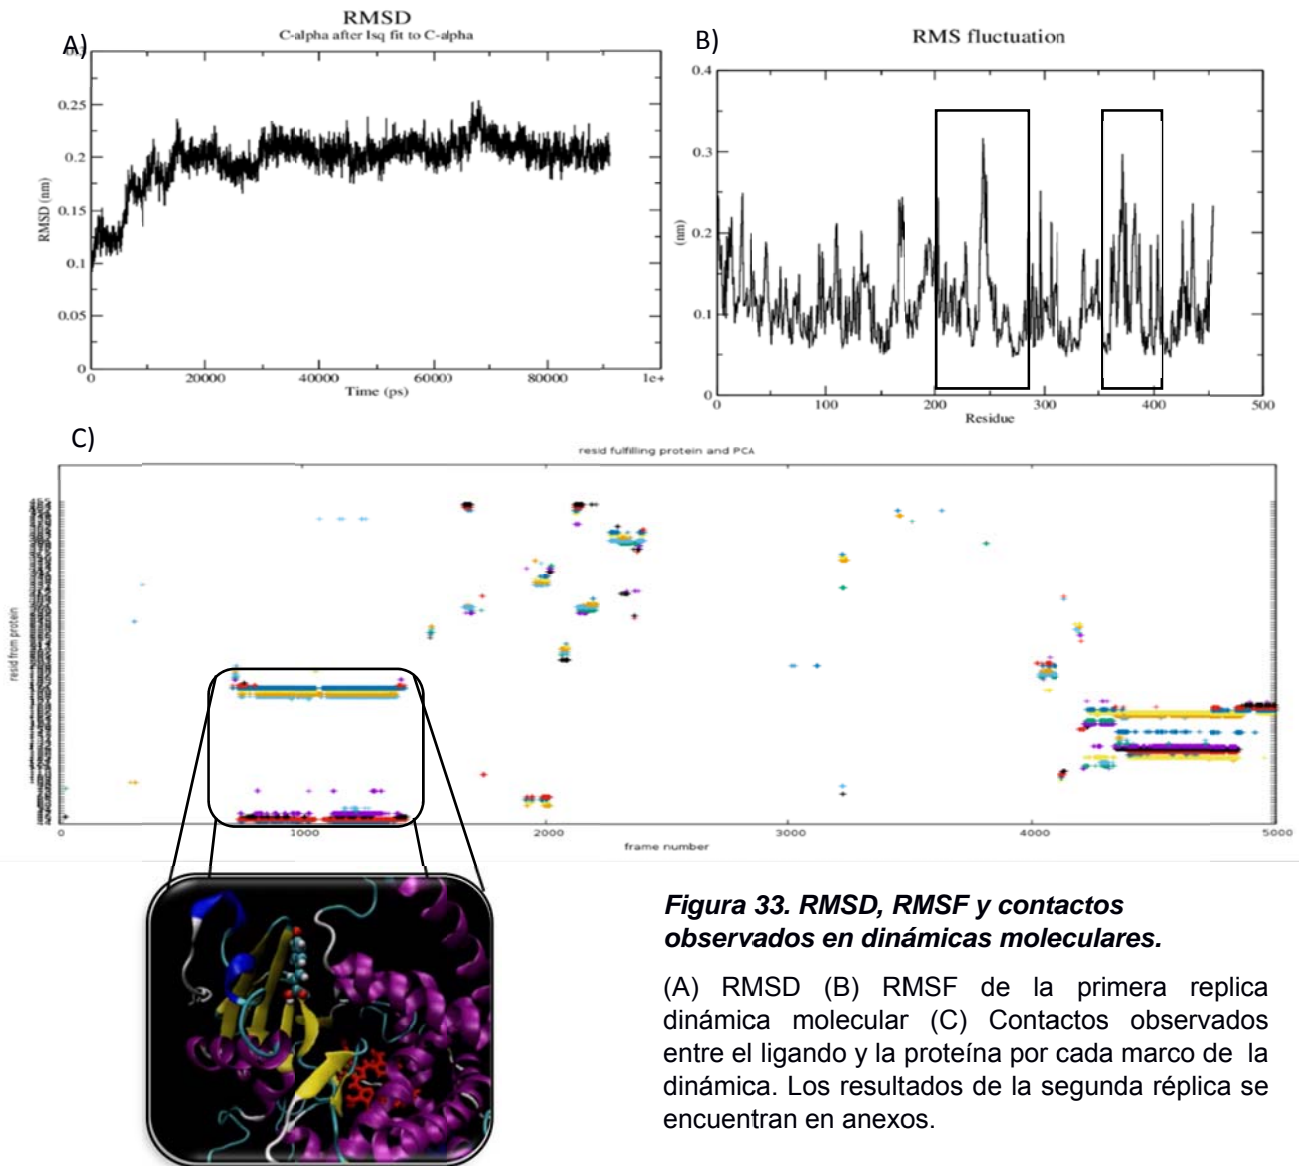 A)
RMSD
C-alpha after lsq fit to C-alpha
0.25
0.2
0.15
0.1
0.05
0
RMSD (nm)
0
20000
40000
60000
80000
1e+
Time (ps)
B)
RMS fluctuation
0.4
0.3
0.2
0.1
0
(nm)
0
100
200
300
400
500
Residue
C)
resid fulfilling protein and PCA
resid from protein
0
1000
2000
3000
4000
5000
frame number
Figura 33. RMSD, RMSF y contactos
observados en dinámicas moleculares.
(A) RMSD (B) RMSF de la primera replica
dinámica molecular (C) Contactos observados
entre el ligando y la proteína por cada marco de la
dinámica. Los resultados de la segunda réplica se
encuentran en anexos.